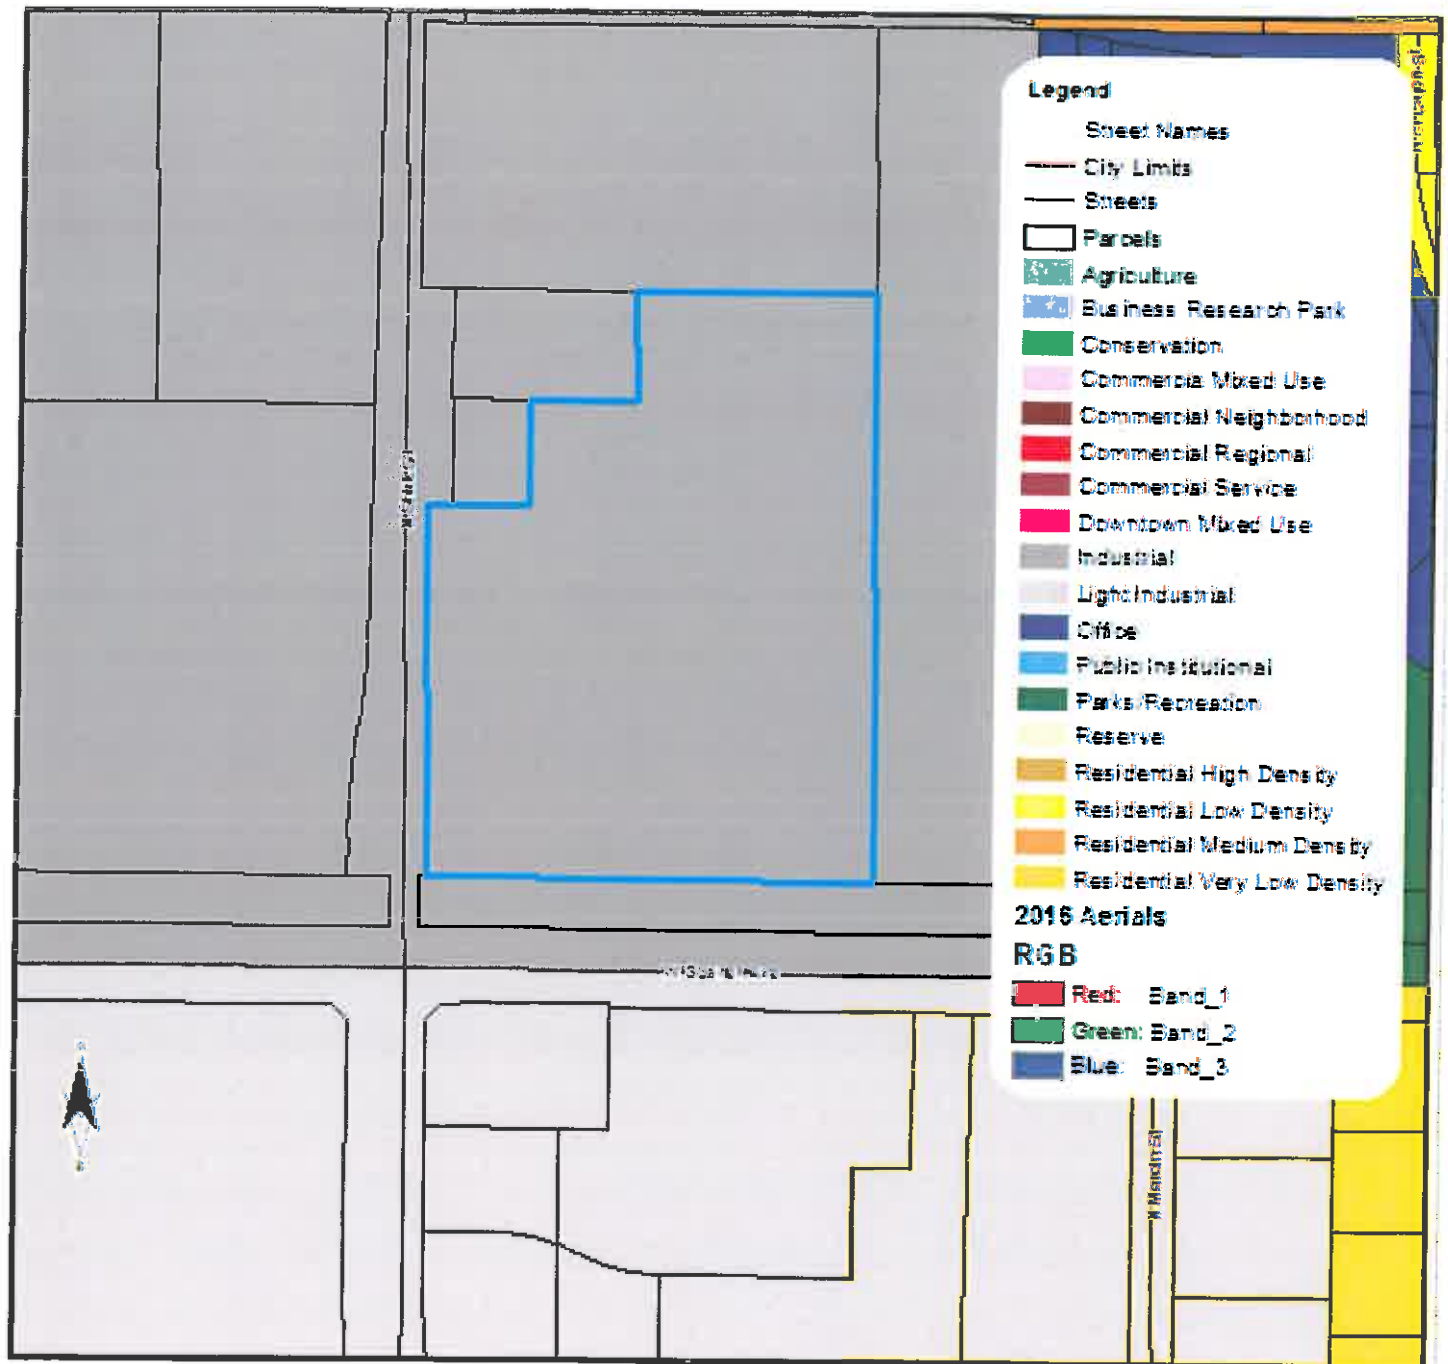 Legend
Street Names
City Limits
Streets
Parcels
Agriculture
Business Research Park
Conservation
Commercia Mixed Use
Commercial Neighborhood
Commercial Regional
Commercial Service
Downtown Mixed Use
Industrial
Light Industrial
Office
Public Institutional
Parks/Recreation
Reserve
Residential High Density
Residential Low Density
Residential Medium Density
Residential Very Low Density
2016 Aerials
RGB
Red: Band_1
Green: Band_2
Blue: Band_3